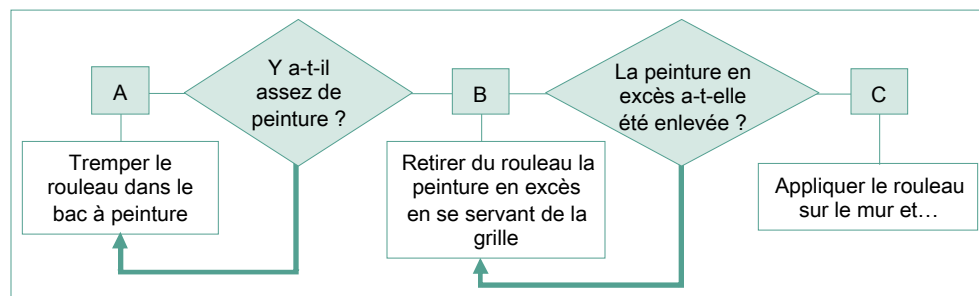 A
Y a-t-il
assez de
peinture ?
B
La peinture en
excès a-t-elle
été enlevée ?
C
Tremper le
rouleau dans le
bac à peinture
Retirer du rouleau la
peinture en excès
en se servant de la
grille
Appliquer le rouleau
sur le mur et…